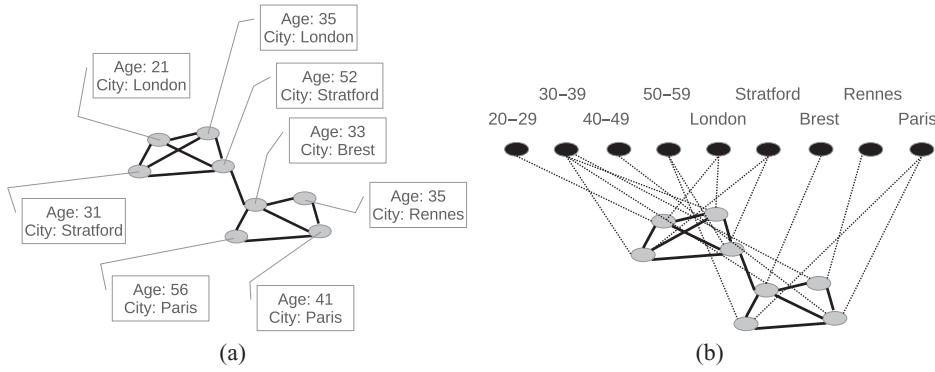 Age: 35
City: London
Age: 21
City: London
Age: 52
City: Stratford
Age: 33
City: Brest
Age: 31
City: Stratford
Age: 35
City: Rennes
Age: 56
City: Paris
Age: 41
City: Paris
(a)
30–39 50–59 Stratford Rennes
20–29 40–49 London Brest Paris
(b)